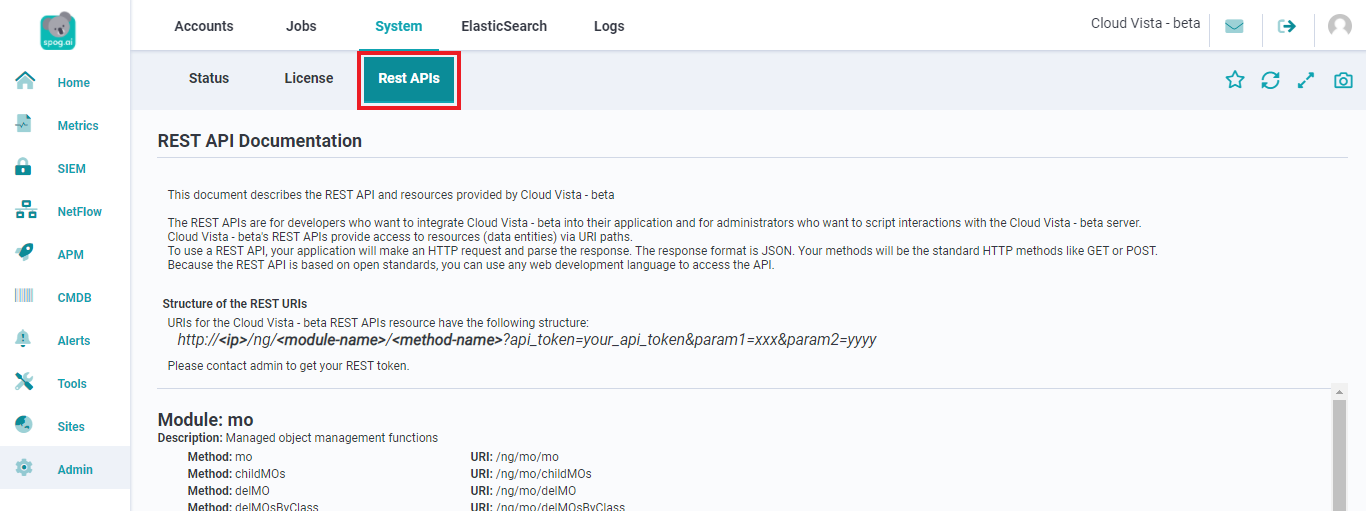 spog.ai
Accounts Jobs System ElasticSearch Logs Cloud Vista - beta
Status License Rest APIs
Home
Metrics
SIEM
NetFlow
APM
CMDB
Alerts
Tools
Sites
Admin
REST API Documentation
This document describes the REST API and resources provided by Cloud Vista - beta
The REST APIs are for developers who want to integrate Cloud Vista - beta into their application and for administrators who want to script interactions with the Cloud Vista - beta server.
Cloud Vista - beta's REST APIs provide access to resources (data entities) via URI paths.
To use a REST API, your application will make an HTTP request and parse the response. The response format is JSON. Your methods will be the standard HTTP methods like GET or POST.
Because the REST API is based on open standards, you can use any web development language to access the API.
Structure of the REST URIs
URIs for the Cloud Vista - beta REST APIs resource have the following structure:
http://<ip>/ng/<module-name>/<method-name>?api_token=your_api_token&param1=xxx&param2=yyyy
Please contact admin to get your REST token.
Module: mo
Description: Managed object management functions
Method: mo URI: /ng/mo/mo
Method: childMOs URI: /ng/mo/childMOs
Method: delMO URI: /ng/mo/delMO
Method: delMOsByClass URI: /ng/mo/delMOsByClass